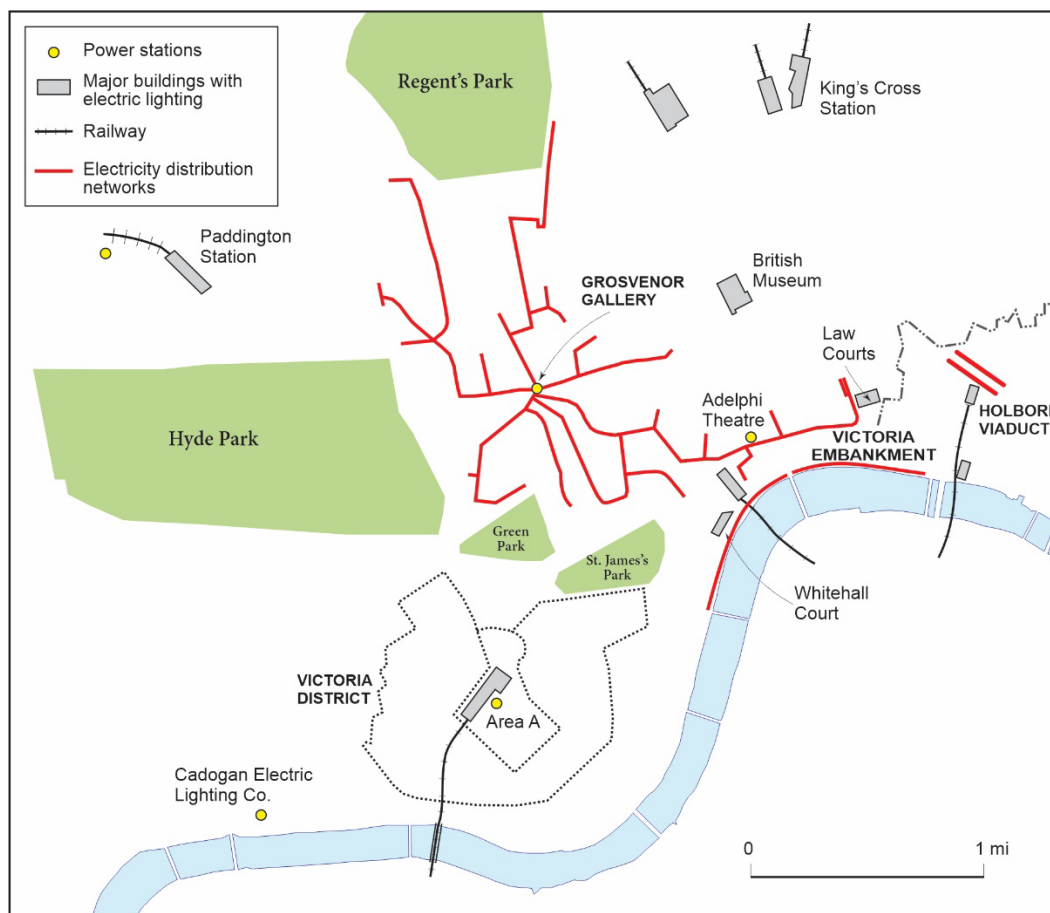 Power stations
Major buildings with
electric lighting
Railway
Electricity distribution
networks
Regent's Park
King's Cross
Station
Paddington
Station
British
Museum
GROSVENOR
GALLERY
Law
Courts
Adelphi
Theatre
HOLBORN
VIADUCT
VICTORIA
EMBANKMENT
Hyde Park
Green
Park
St. James's
Park
Whitehall
Court
VICTORIA
DISTRICT
Area A
Cadogan Electric
Lighting Co.
0
1 mi